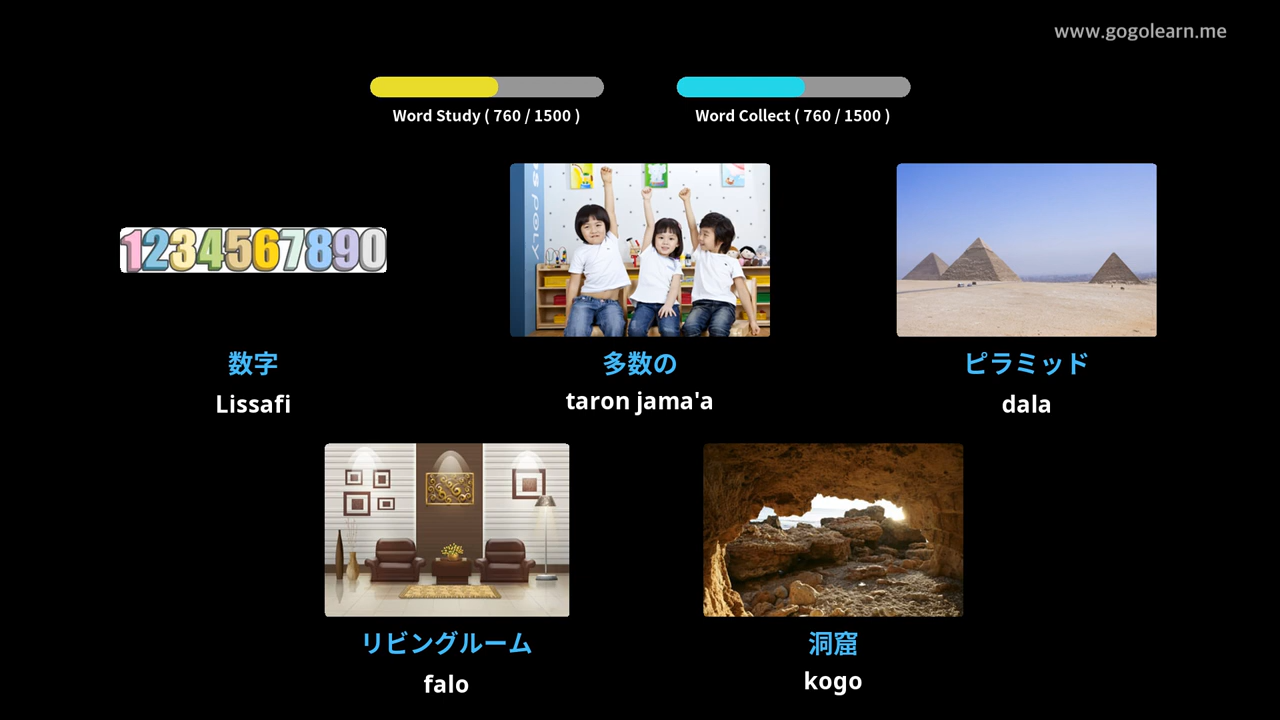 www.gogolearn.me
Word Study ( 760 / 1500 )
Word Collect ( 760 / 1500 )
1234567890
数字
Lissafi
多数の
taron jama'a
ピラミッド
dala
リビングルーム
falo
洞窟
kogo